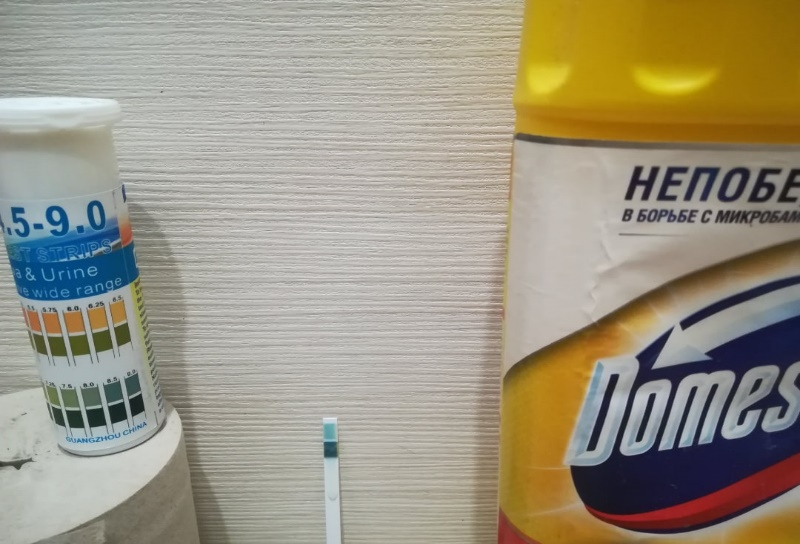 .5-9.0
STRIPS
& Urine
wide range
5.75 6.0 6.25 6.5
7.5 8.0 8.5 9.0
GUANGZHOU CHINA
НЕПОБЕ
В БОРЬБЕ С МИКРОБАМ
Domes